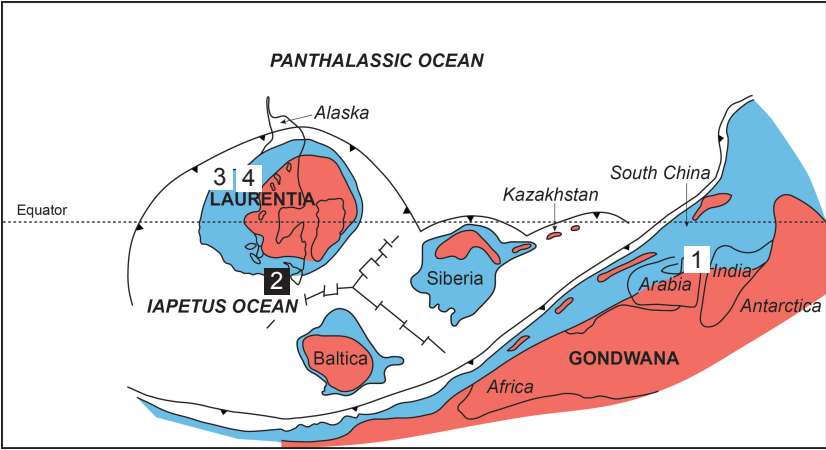 PANTHALASSIC OCEAN
Alaska
South China
3 4
LAURENTIA
Kazakhstan
Equator
1
India
Siberia
2
Arabia
IAPETUS OCEAN
Antarctica
Baltica
GONDWANA
Africa